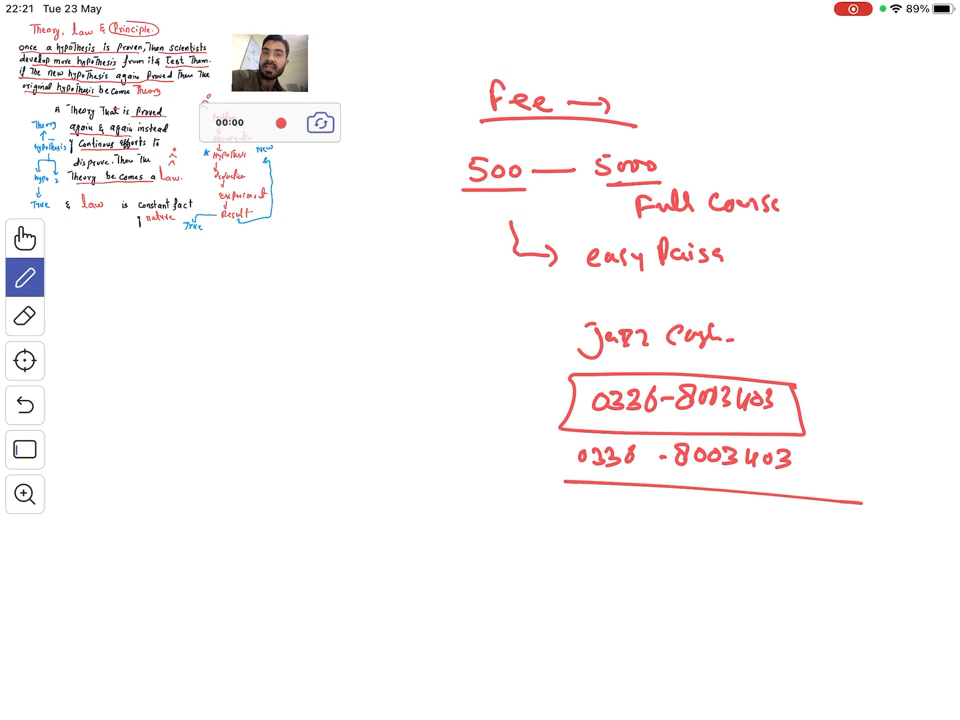 22:21 Tue 23 May
89%
Theory, law & Principle.
once a hypothesis is proven, Then scientists
develop more hypothesis from it & test Them.
if The new hypothesis again proved Then The
original hypothesis become Theory
A Theory That is proved
again & again instead
of continous efforts to
disprove. Then The
Theory becomes a Law.
& law is constant fact
of nature
Theory
hypothesis
hypo 2
True
00:00
New
Hypothesis
Experiment
Result
True
Fee →
500 — 5000
Full Course
easy Paisa
Jazz Cash.
0336-8003403
0336 - 8003403